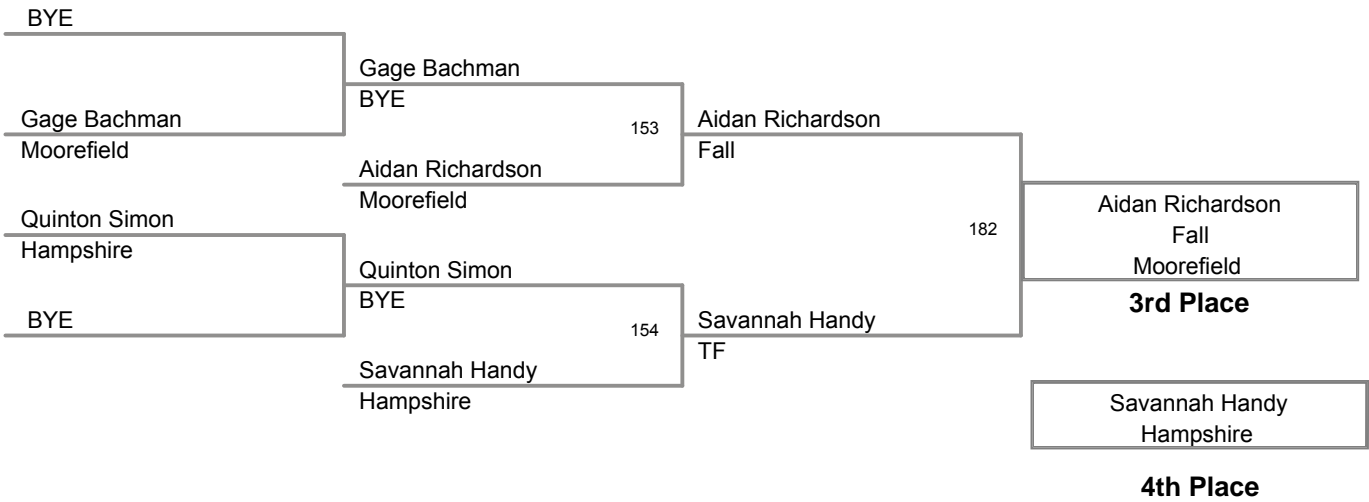 BYE
Gage Bachman
BYE
Gage Bachman
Moorefield
153
Aidan Richardson
Fall
Aidan Richardson
Moorefield
Quinton Simon
Hampshire
182
Aidan Richardson
Fall
Moorefield
3rd Place
Quinton Simon
BYE
BYE
154
Savannah Handy
TF
Savannah Handy
Hampshire
Savannah Handy
Hampshire
4th Place